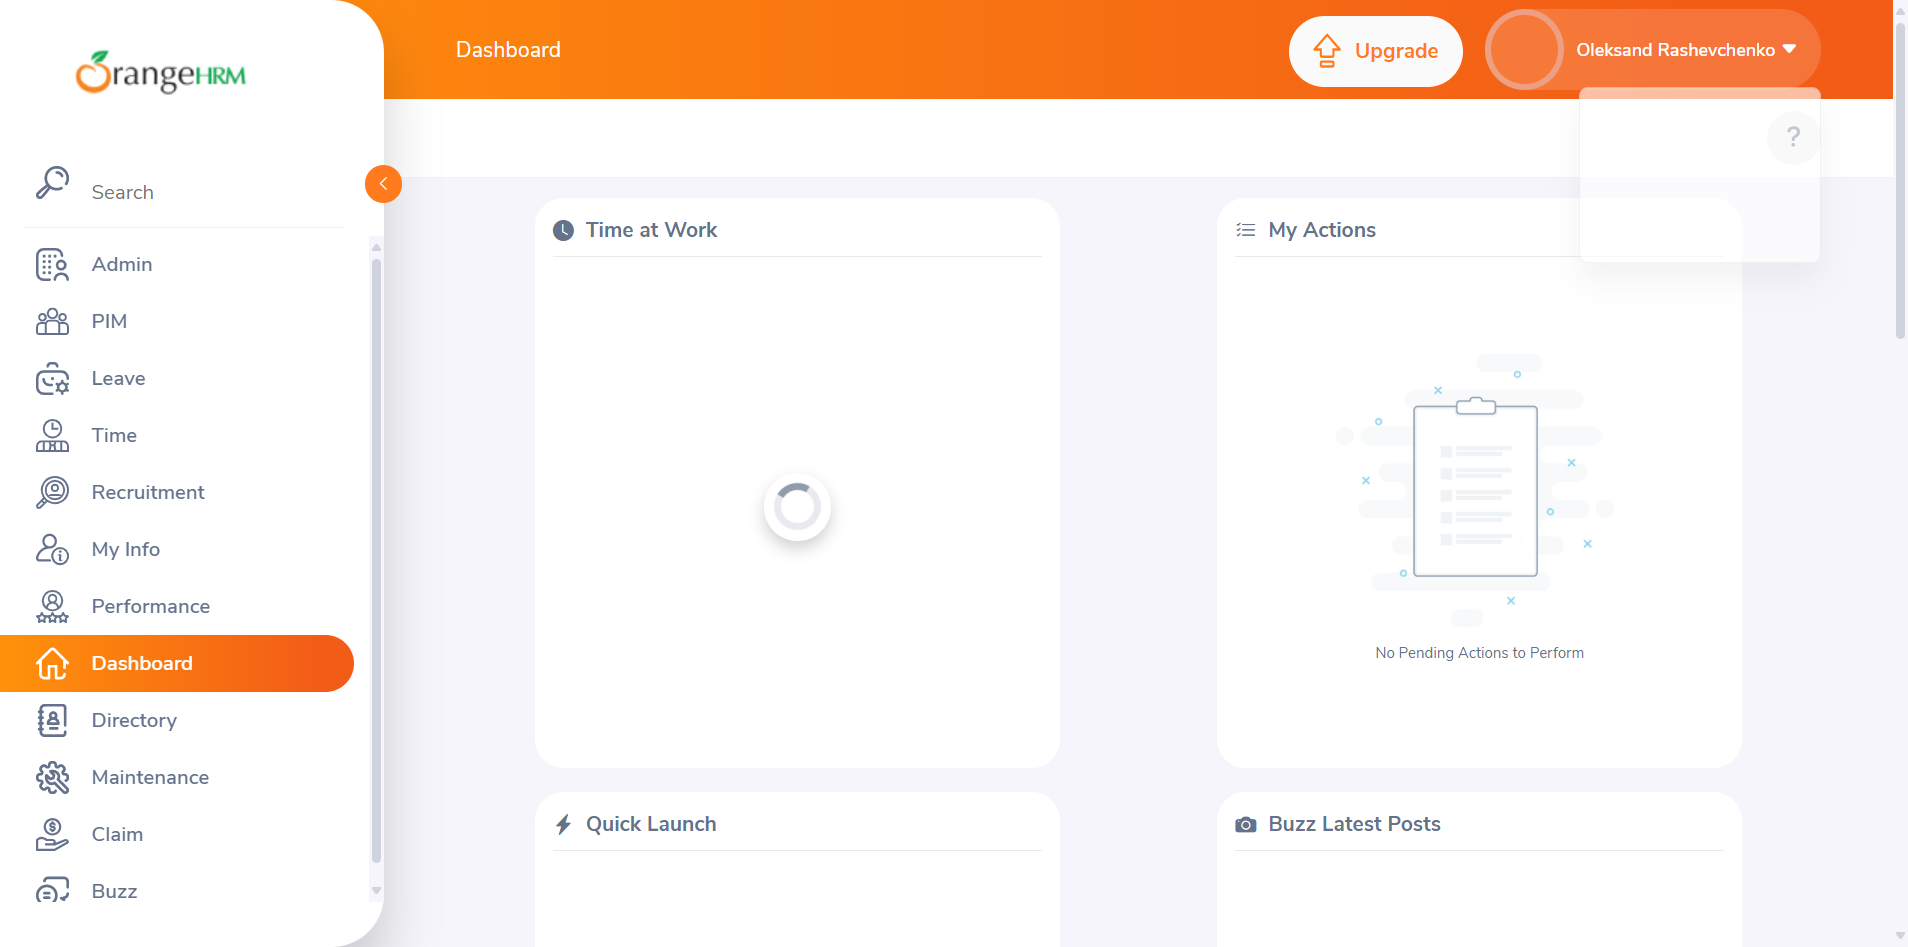 OrangeHRM
Dashboard
Upgrade
Oleksand Rashevchenko
?
Search
Admin
PIM
Leave
Time
Recruitment
My Info
Performance
Dashboard
Directory
Maintenance
Claim
Buzz
Time at Work
My Actions
No Pending Actions to Perform
Quick Launch
Buzz Latest Posts